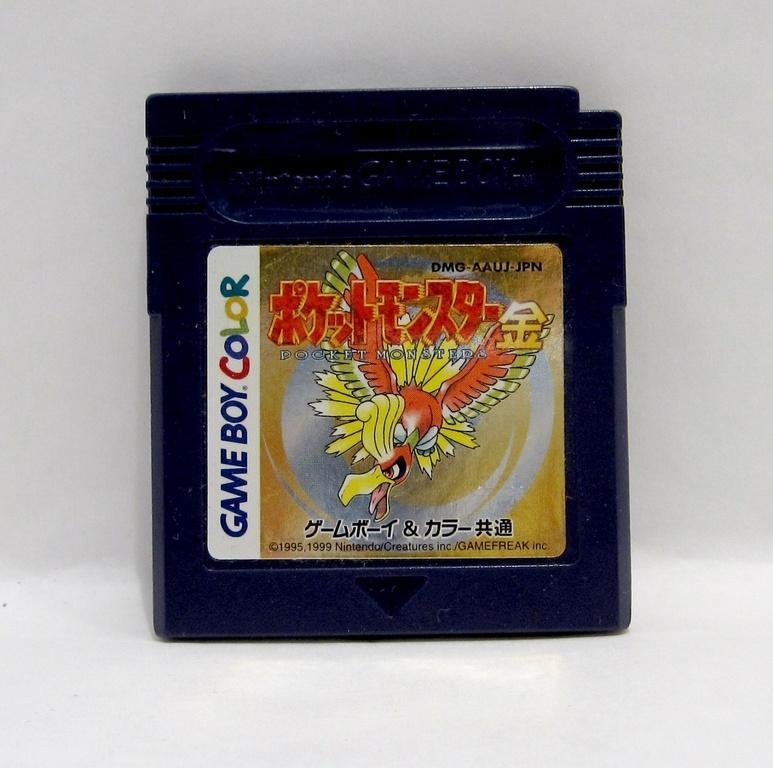 Nintendo GAME BOY
GAME BOY COLOR
DMG-AAUJ-JPN
ポケットモンスター金
POCKET MONSTERS
ゲームボーイ & カラー共通
©1995,1999 Nintendo/Creatures inc./GAMEFREAK inc.